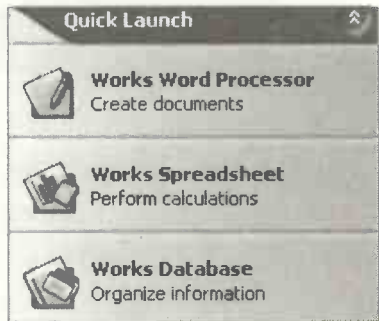 Quick Launch
Works Word Processor
Create documents
Works Spreadsheet
Perform calculations
Works Database
Organize information